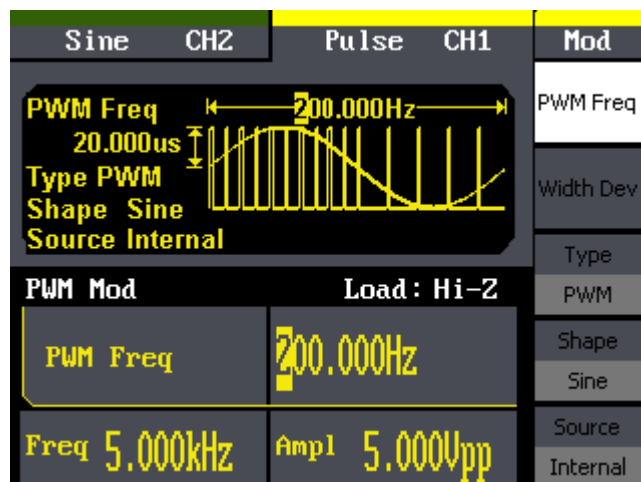 Sine CH2
Pulse CH1
Mod
PWM Freq
200.000Hz
20.000us
Type PWM
Shape Sine
Source Internal
PWM Mod
Load: Hi-Z
PWM Freq
200.000Hz
Freq 5.000kHz
Ampl 5.000Vpp
PWM Freq
Width Dev
Type
PWM
Shape
Sine
Source
Internal